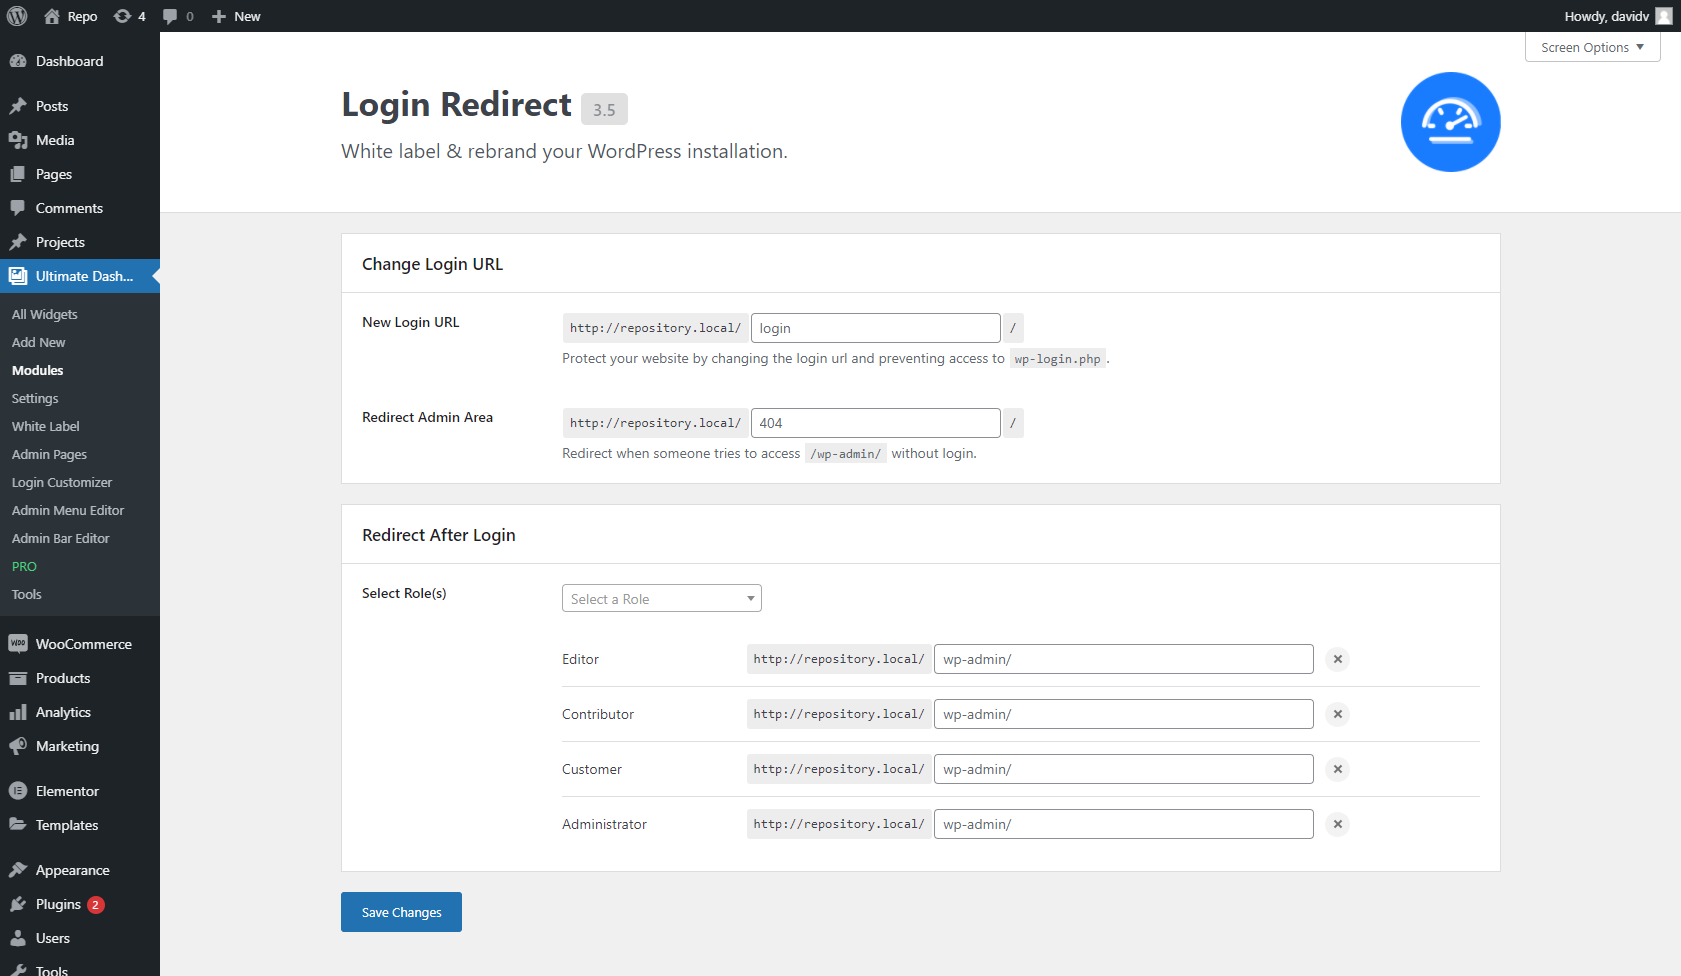 Repo
4
0
New
Howdy, davidv
Screen Options
Dashboard
Posts
Media
Pages
Comments
Projects
Ultimate Dash...
All Widgets
Add New
Modules
Settings
White Label
Admin Pages
Login Customizer
Admin Menu Editor
Admin Bar Editor
PRO
Tools
WOO WooCommerce
Products
Analytics
Marketing
Elementor
Templates
Appearance
Plugins 2
Users
Tools
Login Redirect 3.5
White label & rebrand your WordPress installation.
Change Login URL
New Login URL
http://repository.local/ login /
Protect your website by changing the login url and preventing access to wp-login.php .
Redirect Admin Area
http://repository.local/ 404 /
Redirect when someone tries to access /wp-admin/ without login.
Redirect After Login
Select Role(s)
Select a Role
Editor http://repository.local/ wp-admin/
Contributor http://repository.local/ wp-admin/
Customer http://repository.local/ wp-admin/
Administrator http://repository.local/ wp-admin/
Save Changes